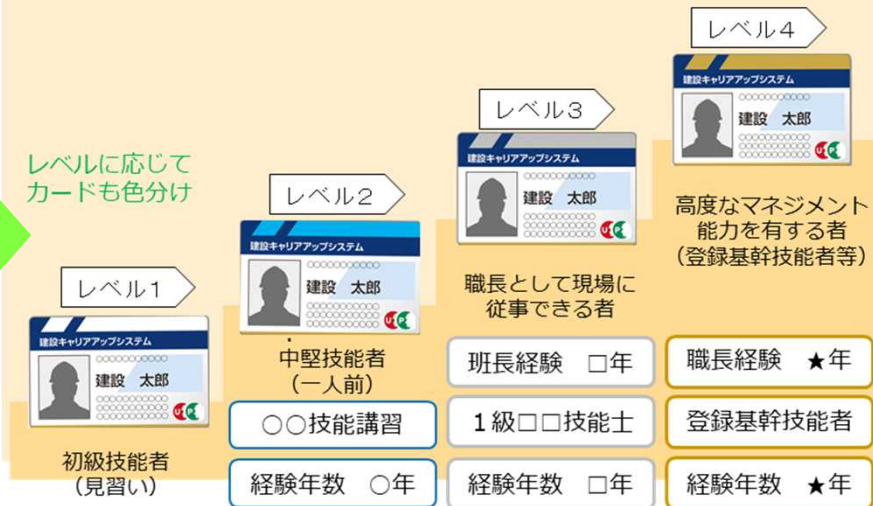 レベルに応じて
カードも色分け
レベル1
建設キャリアアップシステム
○○○○○○○○○○
建設 太郎
初級技能者
(見習い)
レベル2
建設キャリアアップシステム
建設 太郎
中堅技能者
(一人前)
○○技能講習
経験年数 ○年
レベル3
建設キャリアアップシステム
建設 太郎
職長として現場に
従事できる者
班長経験 □年
1級□□技能士
経験年数 □年
レベル4
建設キャリアアップシステム
建設 太郎
高度なマネジメント
能力を有する者
(登録基幹技能者等)
職長経験 ★年
登録基幹技能者
経験年数 ★年